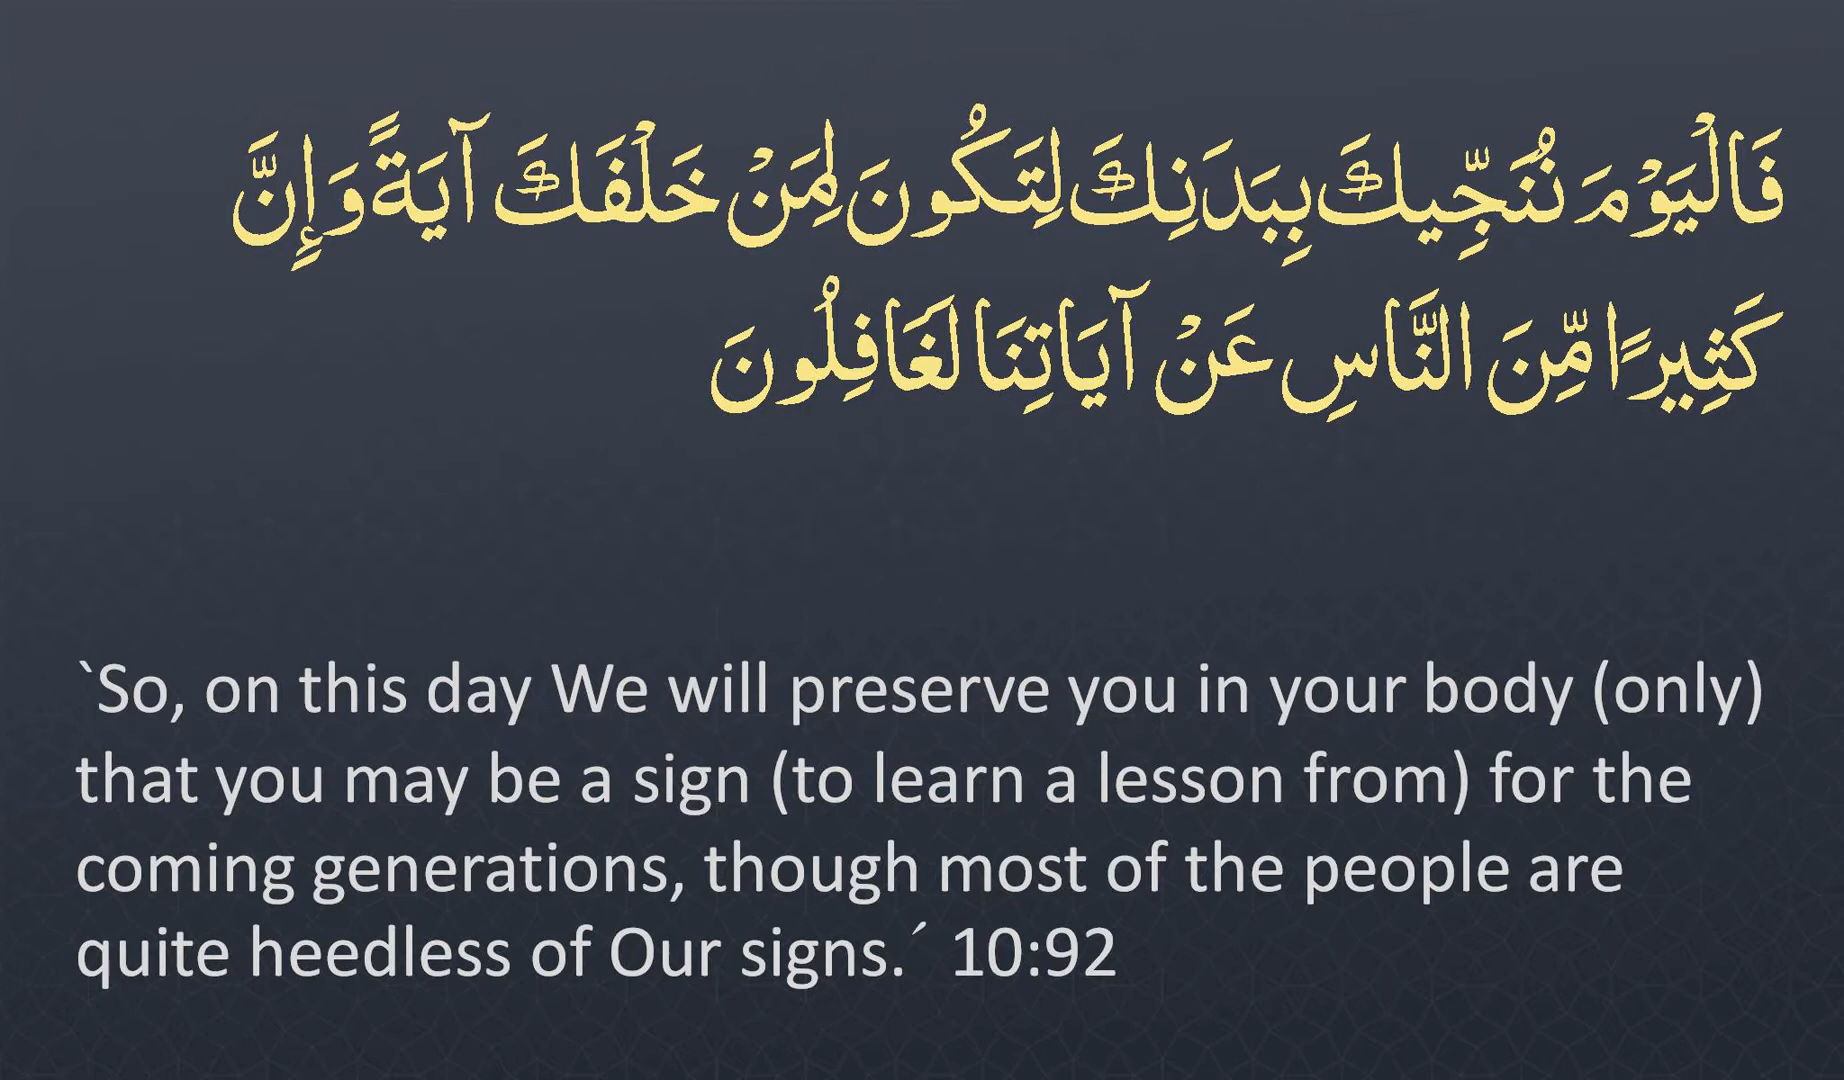 فَالْيَوْمَ نُنَجِّيكَ بِبَدَنِكَ لِتَكُونَ لِمَنْ خَلْفَكَ آيَةً وَإِنَّ
كَثِيرًا مِّنَ النَّاسِ عَنْ آيَاتِنَا لَغَافِلُونَ
`So, on this day We will preserve you in your body (only)
that you may be a sign (to learn a lesson from) for the
coming generations, though most of the people are
quite heedless of Our signs.´ 10:92